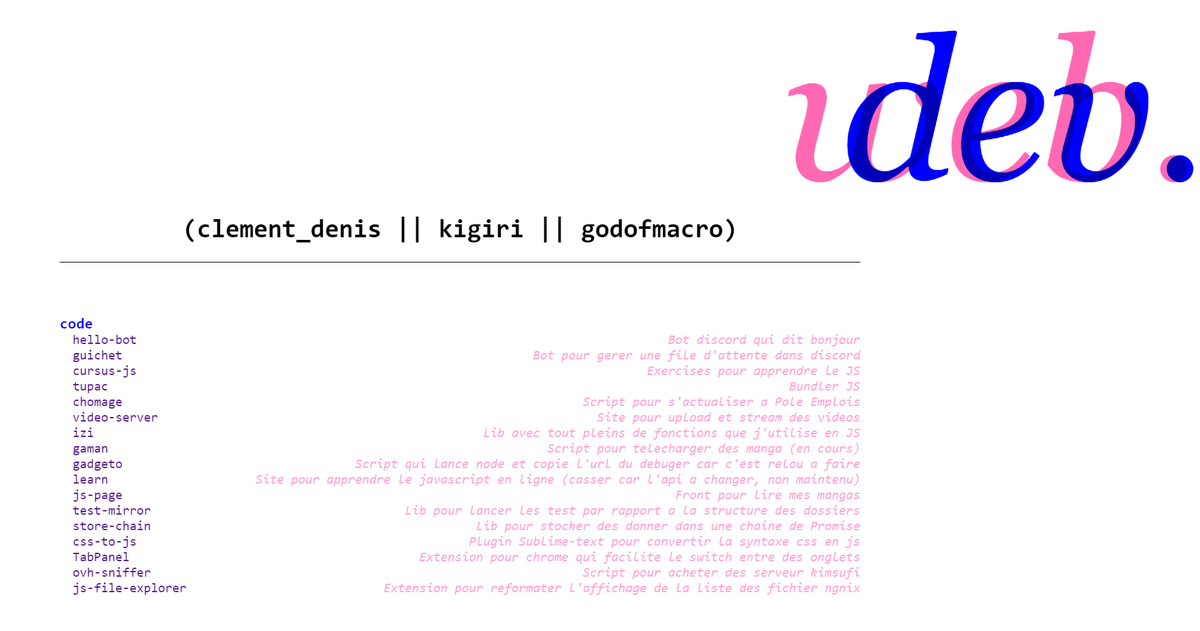 web.
dev.
(clement_denis || kigiri || godofmacro)
code
hello-bot Bot discord qui dit bonjour
guichet Bot pour gerer une file d'attente dans discord
cursus-js Exercises pour apprendre le JS
tupac Bundler JS
chomage Script pour s'actualiser a Pole Emplois
video-server Site pour upload et stream des videos
izi Lib avec tout pleins de fonctions que j'utilise en JS
gaman Script pour telecharger des manga (en cours)
gadgeto Script qui lance node et copie l'url du debuger car c'est relou a faire
learn Site pour apprendre le javascript en ligne (casser car l'api a changer, non maintenu)
js-page Front pour lire mes mangas
test-mirror Lib pour lancer les test par rapport a la structure des dossiers
store-chain Lib pour stocker des donner dans une chaine de Promise
css-to-js Plugin Sublime-text pour convertir la syntaxe css en js
TabPanel Extension pour chrome qui facilite le switch entre des onglets
ovh-sniffer Script pour acheter des serveur kimsufi
js-file-explorer Extension pour reformater l'affichage de la liste des fichier ngnix